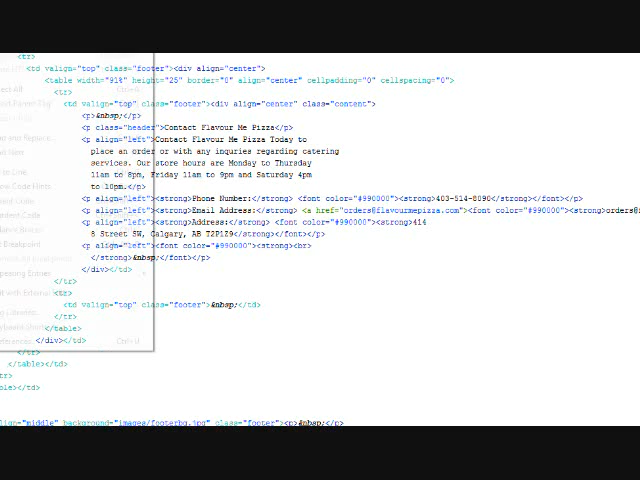 <tr>
<td valign="top" class="footer"><div align="center">
<table width="91%" height="25" border="0" align="center" cellpadding="0" cellspacing="0">
<tr>
<td valign="top" class="footer"><div align="center" class="content">
<p>&nbsp;</p>
<p class="header">Contact Flavour Me Pizza</p>
<p align="left">Contact Flavour Me Pizza Today to
place an order or with any inquries regarding catering
services. Our store hours are Monday to Thursday
11am to 8pm, Friday 11am to 9pm and Saturday 4pm
to 10pm.</p>
<p align="left"><strong>Phone Number:</strong> <font color="#990000"><strong>403-514-8090</strong></font></p>
<p align="left"><strong>Email Address:</strong> <a href="orders@flavourmepizza.com"><font color="#990000"><strong>orders@
<p align="left"><strong>Address:</strong> <font color="#990000"><strong>414
8 Street SW, Calgary, AB T2P1Z9</strong></font></p>
<p align="left"><font color="#990000"><strong><br>
</strong>&nbsp;</font></p>
</div></td>
</tr>
<tr>
<td valign="top" class="footer">&nbsp;</td>
</tr>
</table>
</div></td>
Ctrl+U
</tr>
</table></td>
tr>
le></td>
lign="middle" background="images/footerbg.jpg" class="footer"><p>&nbsp;</p>